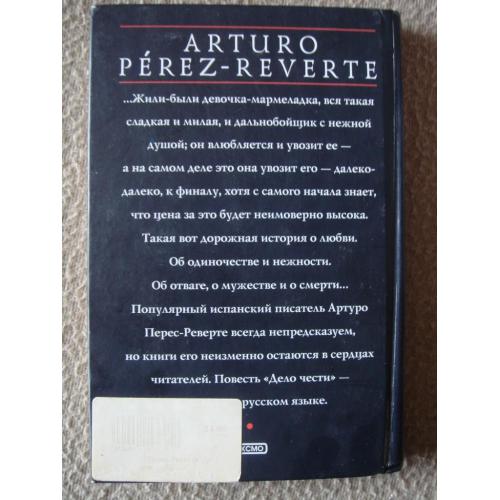 ARTURO
PÉREZ-REVERTE
...Жили-были девочка-мармеладка, вся такая
сладкая и милая, и дальнобойщик с нежной
душой; он влюбляется и увозит ее —
а на самом деле это она увозит его — далеко-
далеко, к финалу, хотя с самого начала знает,
что цена за это будет неимоверно высока.
Такая вот дорожная история о любви.
Об одиночестве и нежности.
Об отваге, о мужестве и о смерти...
Популярный испанский писатель Артуро
Перес-Реверте всегда непредсказуем,
но книги его неизменно остаются в сердцах
читателей. Повесть «Дело чести» —
русском языке.